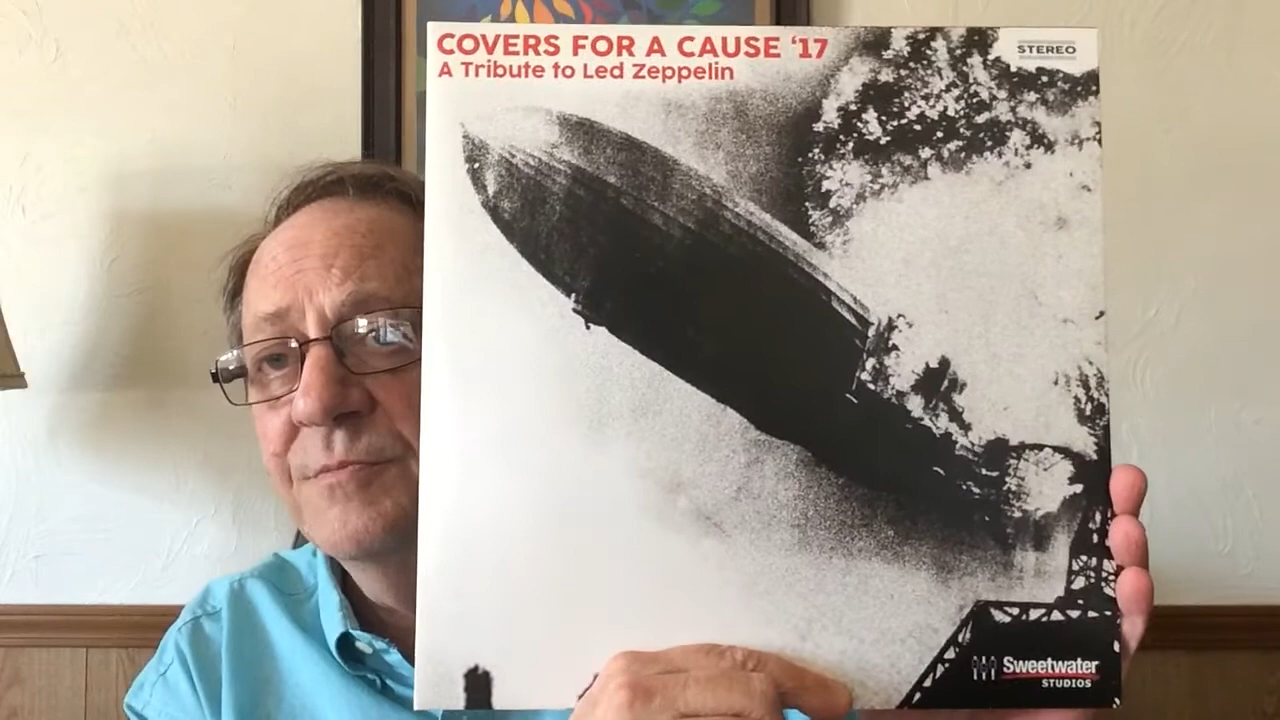 COVERS FOR A CAUSE ‘17
A Tribute to Led Zeppelin
STEREO
Sweetwater
STUDIOS